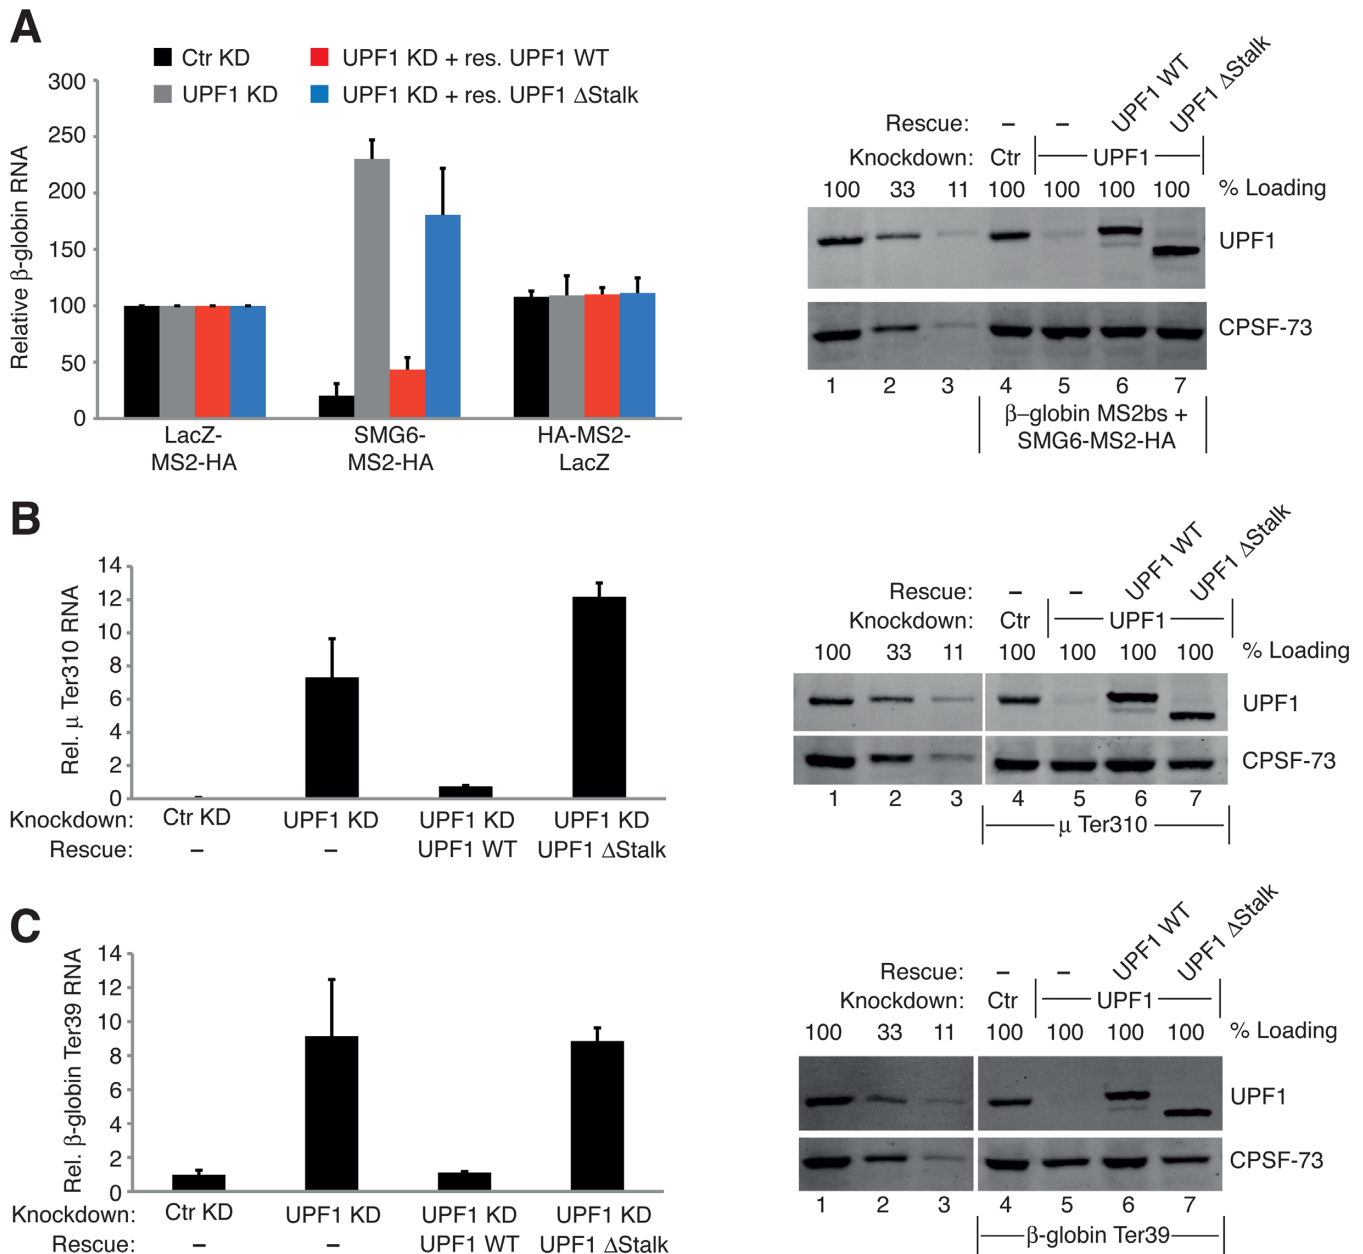 A
Ctr KD
UPF1 KD + res. UPF1 WT
UPF1 KD
UPF1 KD + res. UPF1 ΔStalk
Relative β-globin RNA
300
250
200
150
100
50
0
LacZ-
MS2-HA
SMG6-
MS2-HA
HA-MS2-
LacZ
UPF1 WT
UPF1 ΔStalk
Rescue: – –
Knockdown: Ctr UPF1
100 33 11 100 100 100 100 % Loading
UPF1
CPSF-73
1 2 3 4 5 6 7
β–globin MS2bs +
SMG6-MS2-HA
B
Rel. µ Ter310 RNA
14
12
10
8
6
4
2
0
Knockdown: Ctr KD UPF1 KD UPF1 KD UPF1 KD
Rescue: – – UPF1 WT UPF1 ΔStalk
UPF1 WT
UPF1 ΔStalk
Rescue: – –
Knockdown: Ctr UPF1
100 33 11 100 100 100 100 % Loading
UPF1
CPSF-73
1 2 3 4 5 6 7
µ Ter310
C
Rel. β-globin Ter39 RNA
14
12
10
8
6
4
2
0
Knockdown: Ctr KD UPF1 KD UPF1 KD UPF1 KD
Rescue: – – UPF1 WT UPF1 ΔStalk
UPF1 WT
UPF1 ΔStalk
Rescue: – –
Knockdown: Ctr UPF1
100 33 11 100 100 100 100 % Loading
UPF1
CPSF-73
1 2 3 4 5 6 7
β-globin Ter39